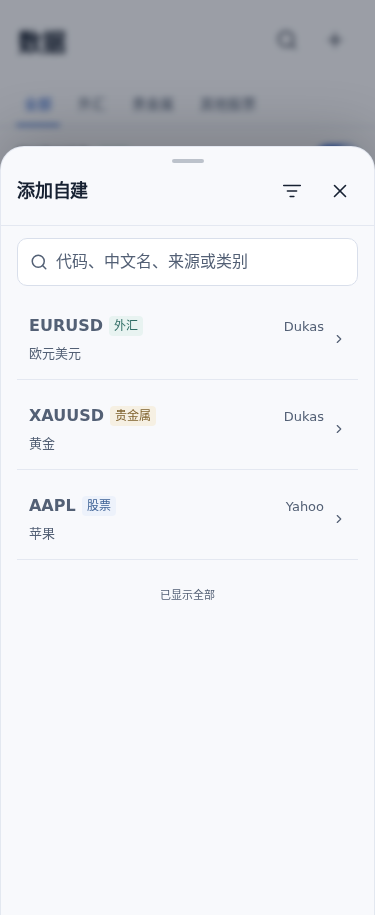 数据
全部 外汇 贵金属 其他股票
添加自建
代码、中文名、来源或类别
EURUSD 外汇 Dukas
欧元美元
XAUUSD 贵金属 Dukas
黄金
AAPL 股票 Yahoo
苹果
已显示全部